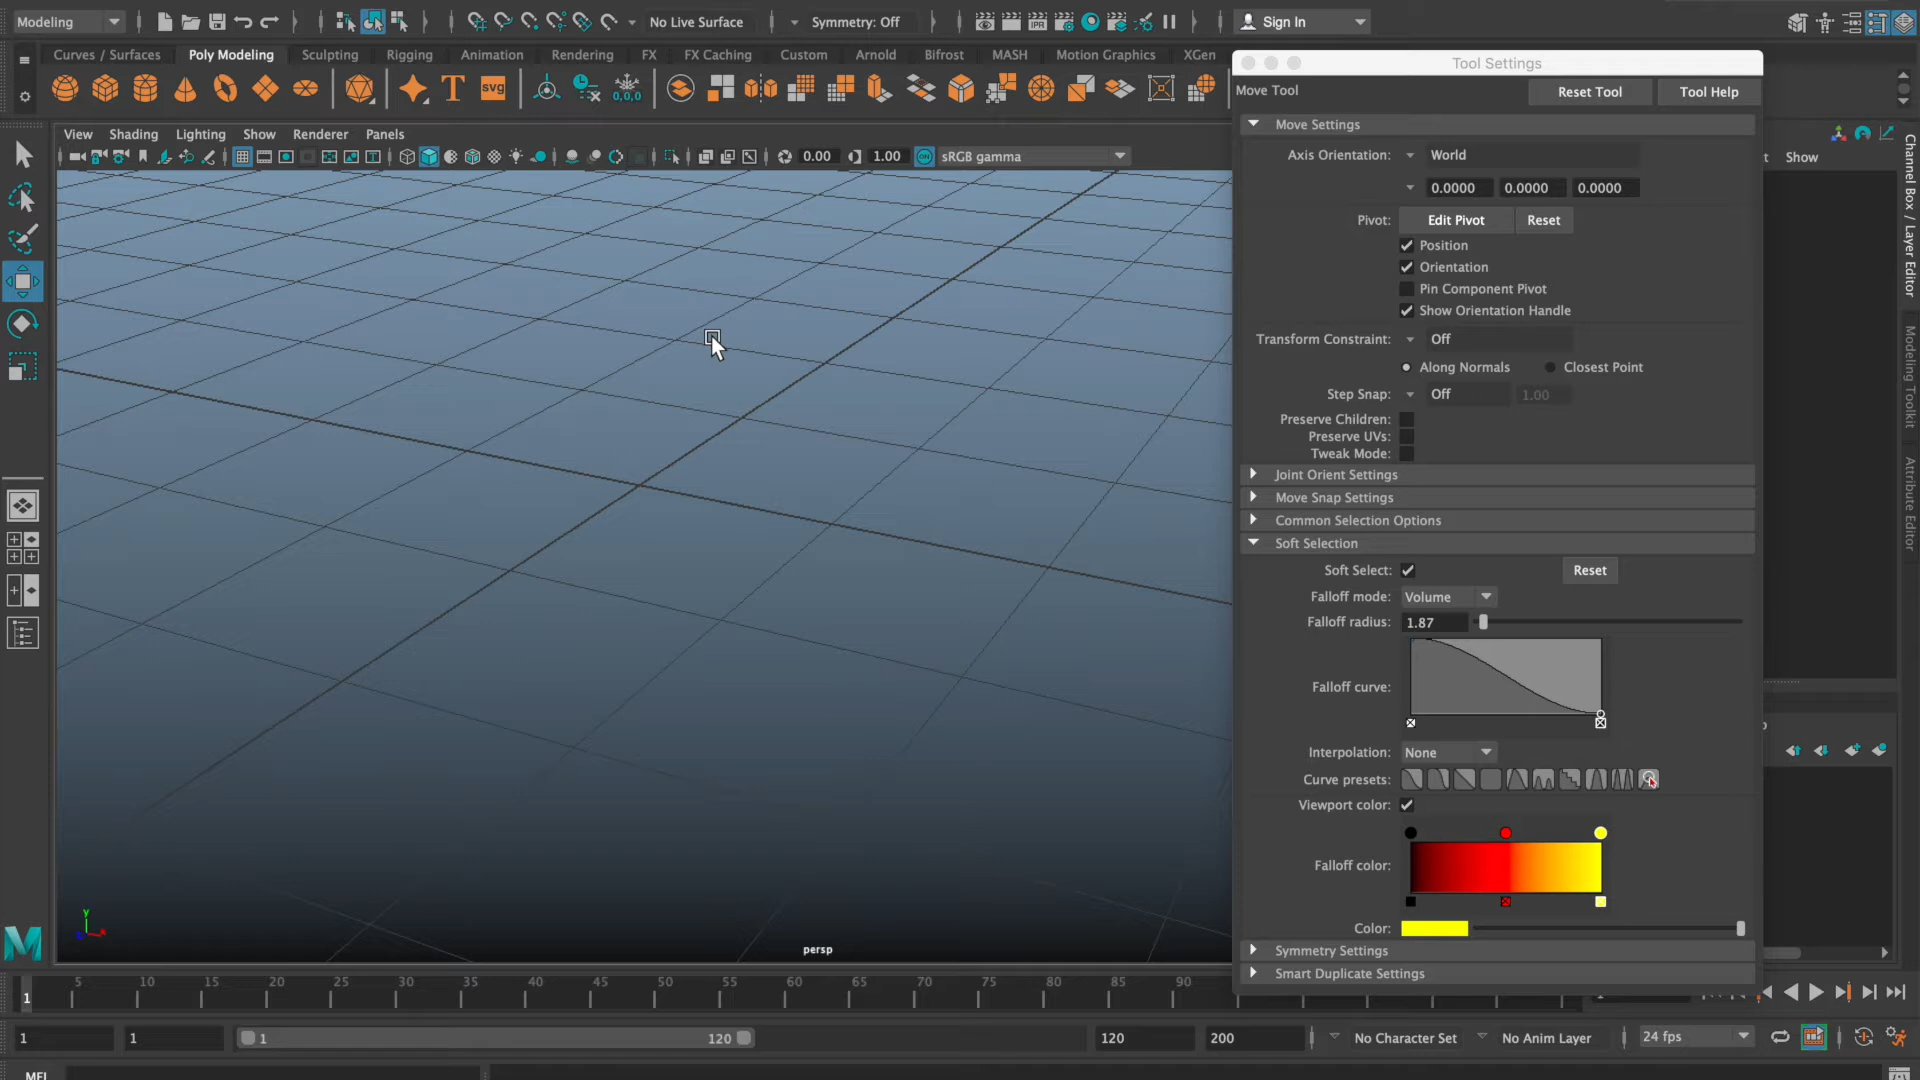 Modeling
No Live Surface
Symmetry: Off
Sign In
Curves / Surfaces
Poly Modeling
Sculpting
Rigging
Animation
Rendering
FX
FX Caching
Custom
Arnold
Bifrost
MASH
Motion Graphics
XGen
T
svg
0,0,0
IPR
Tool Settings
Move Tool
Reset Tool
Tool Help
View
Shading
Lighting
Show
Renderer
Panels
0.00
1.00
ON
sRGB gamma
Move Settings
Axis Orientation:
World
0.0000
0.0000
0.0000
Pivot:
Edit Pivot
Reset
Position
Orientation
Pin Component Pivot
Show Orientation Handle
Transform Constraint:
Off
Along Normals
Closest Point
Step Snap:
Off
1.00
Preserve Children:
Preserve UVs:
Tweak Mode:
Joint Orient Settings
Move Snap Settings
Common Selection Options
Soft Selection
Soft Select:
Reset
Falloff mode:
Volume
Falloff radius:
1.87
Falloff curve:
Interpolation:
None
Curve presets:
Viewport color:
Falloff color:
Color:
Symmetry Settings
Smart Duplicate Settings
t
Show
Channel Box / Layer Editor
Modeling Toolkit
Attribute Editor
y
x
persp
M
1
5
10
15
20
25
30
35
40
45
50
55
60
65
70
75
80
85
90
1
1
1
120
120
200
No Character Set
No Anim Layer
24 fps
MEL